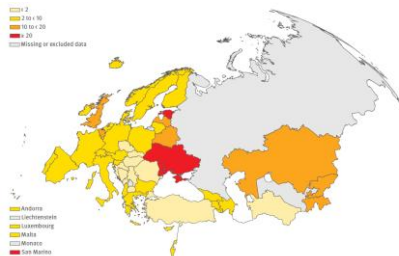 < 2
2 to < 10
10 to < 20
≥ 20
Missing or excluded data
Andorra
Liechtenstein
Luxembourg
Malta
Monaco
San Marino